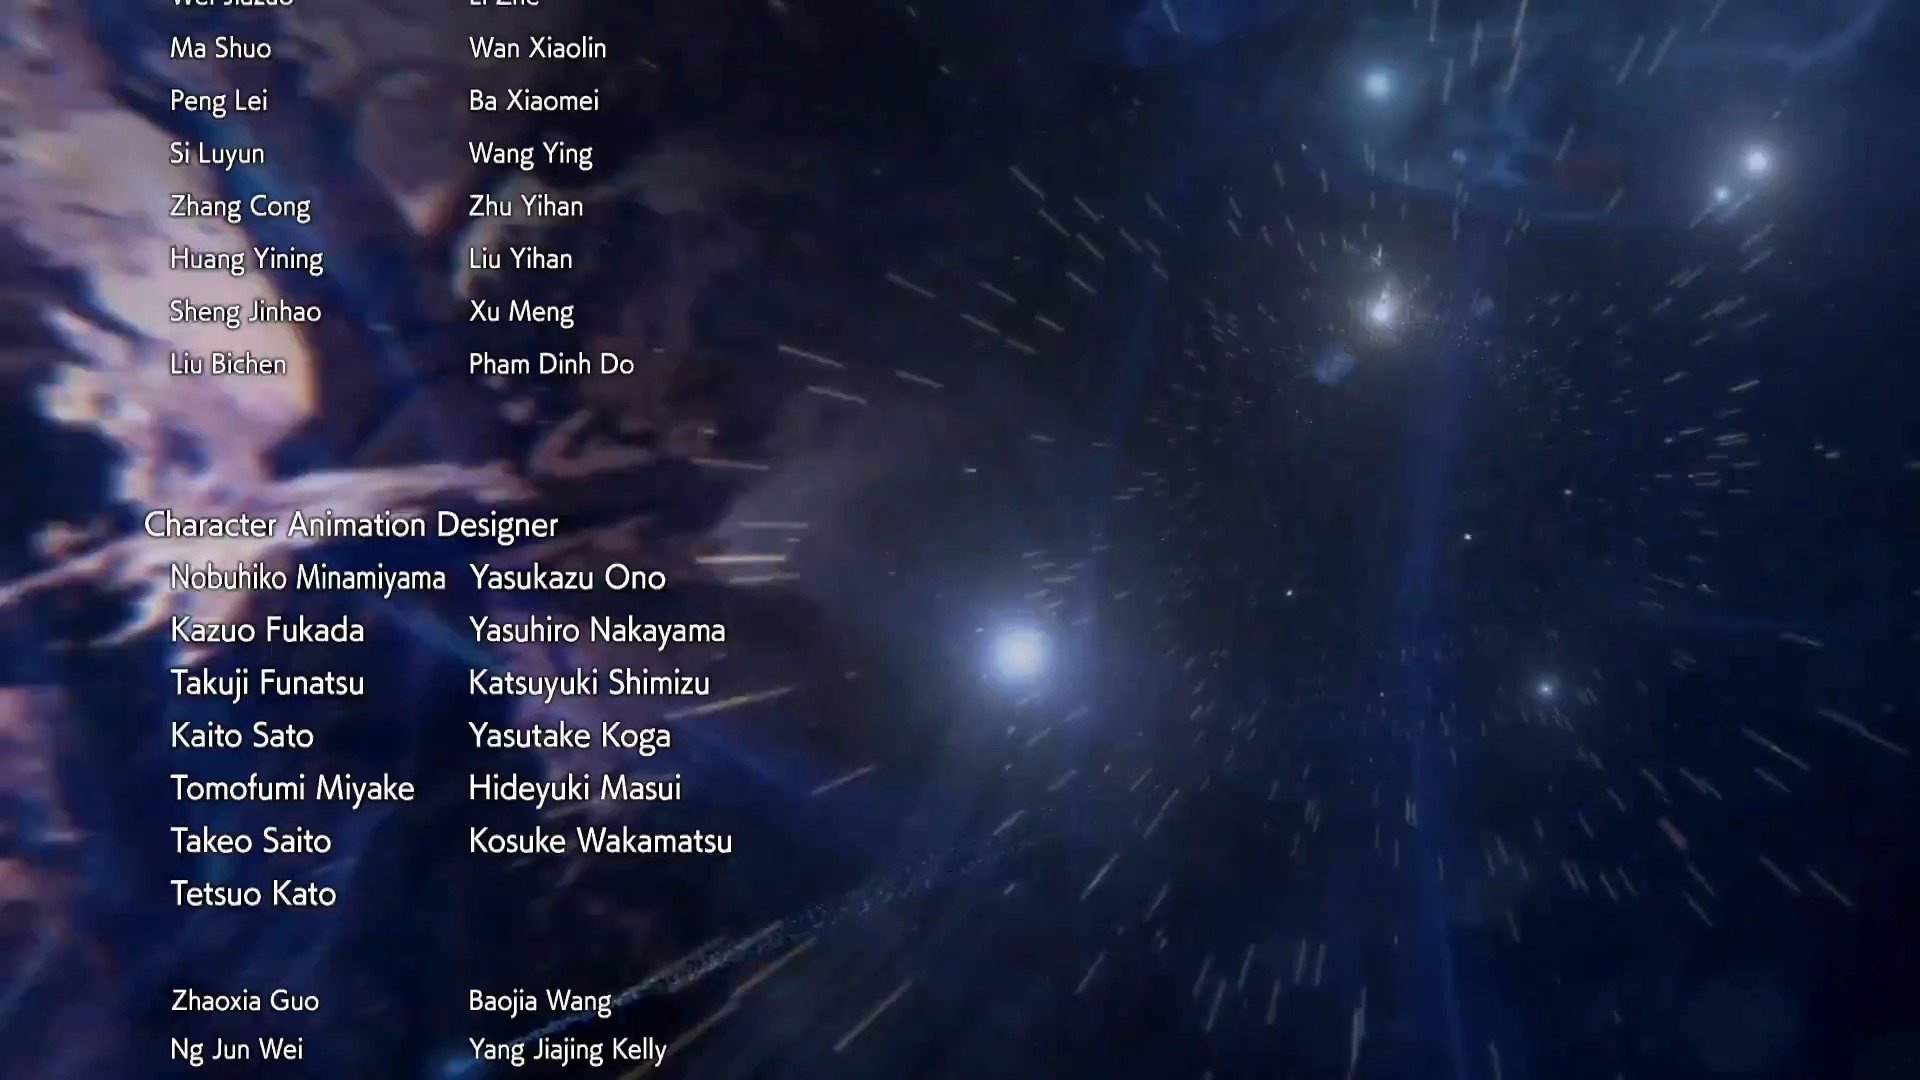 Ma Shuo Wan Xiaolin
Peng Lei Ba Xiaomei
Si Luyun Wang Ying
Zhang Cong Zhu Yihan
Huang Yining Liu Yihan
Sheng Jinhao Xu Meng
Liu Bichen Pham Dinh Do
Character Animation Designer
Nobuhiko Minamiyama Yasukazu Ono
Kazuo Fukada Yasuhiro Nakayama
Takuji Funatsu Katsuyuki Shimizu
Kaito Sato Yasutake Koga
Tomofumi Miyake Hideyuki Masui
Takeo Saito Kosuke Wakamatsu
Tetsuo Kato
Zhaoxia Guo Baojia Wang
Ng Jun Wei Yang Jiajing Kelly